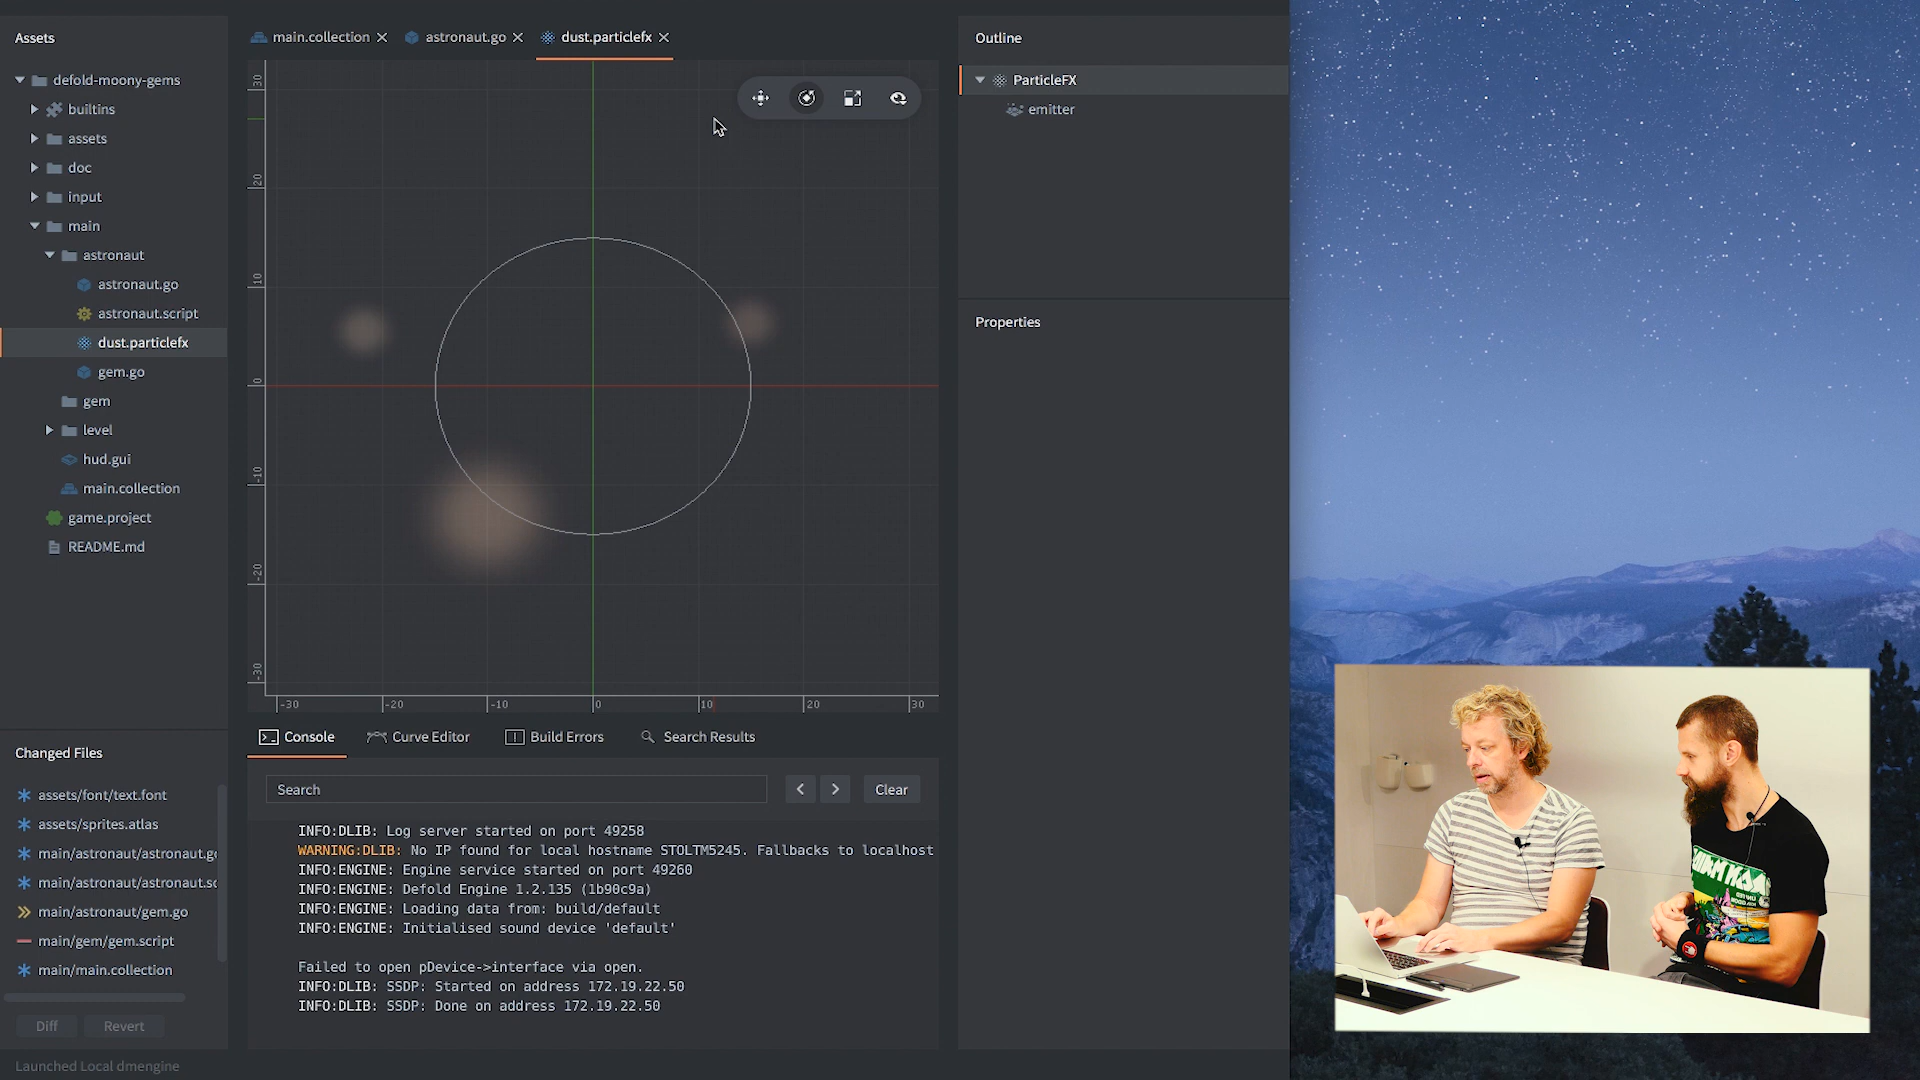 Assets
defold-moony-gems
builtins
assets
doc
input
main
astronaut
astronaut.go
astronaut.script
dust.particlefx
gem.go
gem
level
hud.gui
main.collection
game.project
README.md
Changed Files
assets/font/text.font
assets/sprites.atlas
main/astronaut/astronaut.go
main/astronaut/astronaut.sc
main/astronaut/gem.go
main/gem/gem.script
main/main.collection
Diff Revert
Launched Local dmengine
main.collection astronaut.go dust.particlefx
30
20
10
0
-10
-20
-30
-30 -20 -10 0 10 20 30
Console Curve Editor Build Errors Search Results
Search Clear
INFO:DLIB: Log server started on port 49258
WARNING:DLIB: No IP found for local hostname STOLTM5245. Fallbacks to localhost
INFO:ENGINE: Engine service started on port 49260
INFO:ENGINE: Defold Engine 1.2.135 (1b90c9a)
INFO:ENGINE: Loading data from: build/default
INFO:ENGINE: Initialised sound device 'default'
Failed to open pDevice->interface via open.
INFO:DLIB: SSDP: Started on address 172.19.22.50
INFO:DLIB: SSDP: Done on address 172.19.22.50
Outline
ParticleFX
emitter
Properties